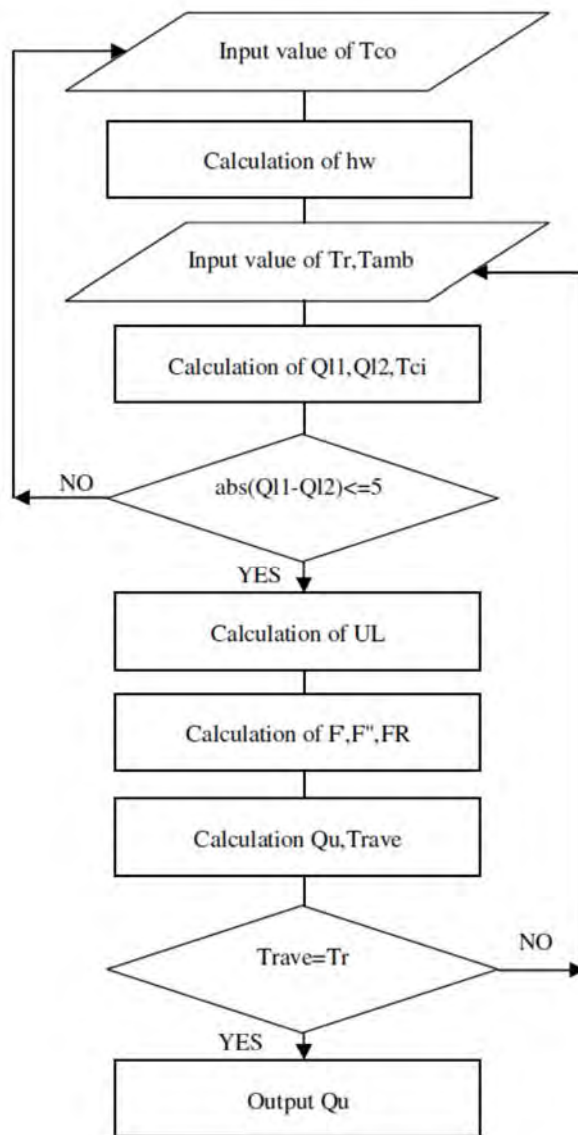 Input value of Tco
Calculation of hw
Input value of Tr,Tamb
Calculation of Ql1,Ql2,Tci
NO
abs(Ql1-Ql2)<=5
YES
Calculation of UL
Calculation of F',F",FR
Calculation Qu,Trave
Trave=Tr
NO
YES
Output Qu